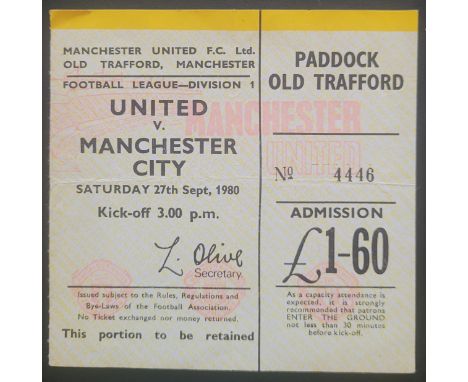 MANCHESTER UNITED F.C. Ltd.
OLD TRAFFORD, MANCHESTER
FOOTBALL LEAGUE—DIVISION 1
UNITED
V.
MANCHESTER
CITY
SATURDAY 27th Sept, 1980
Kick-off 3.00 p.m.
L. Olive
Secretary.
Issued subject to the Rules, Regulations and
Bye-Laws of the Football Association.
No Ticket exchanged nor money returned.
This portion to be retained
MANCHESTER
UNITED
PADDOCK
OLD TRAFFORD
No 4446
ADMISSION
£1-60
As a capacity attendance is
expected, it is strongly
recommended that patrons
ENTER THE GROUND
not less than 30 minutes
before kick-off.